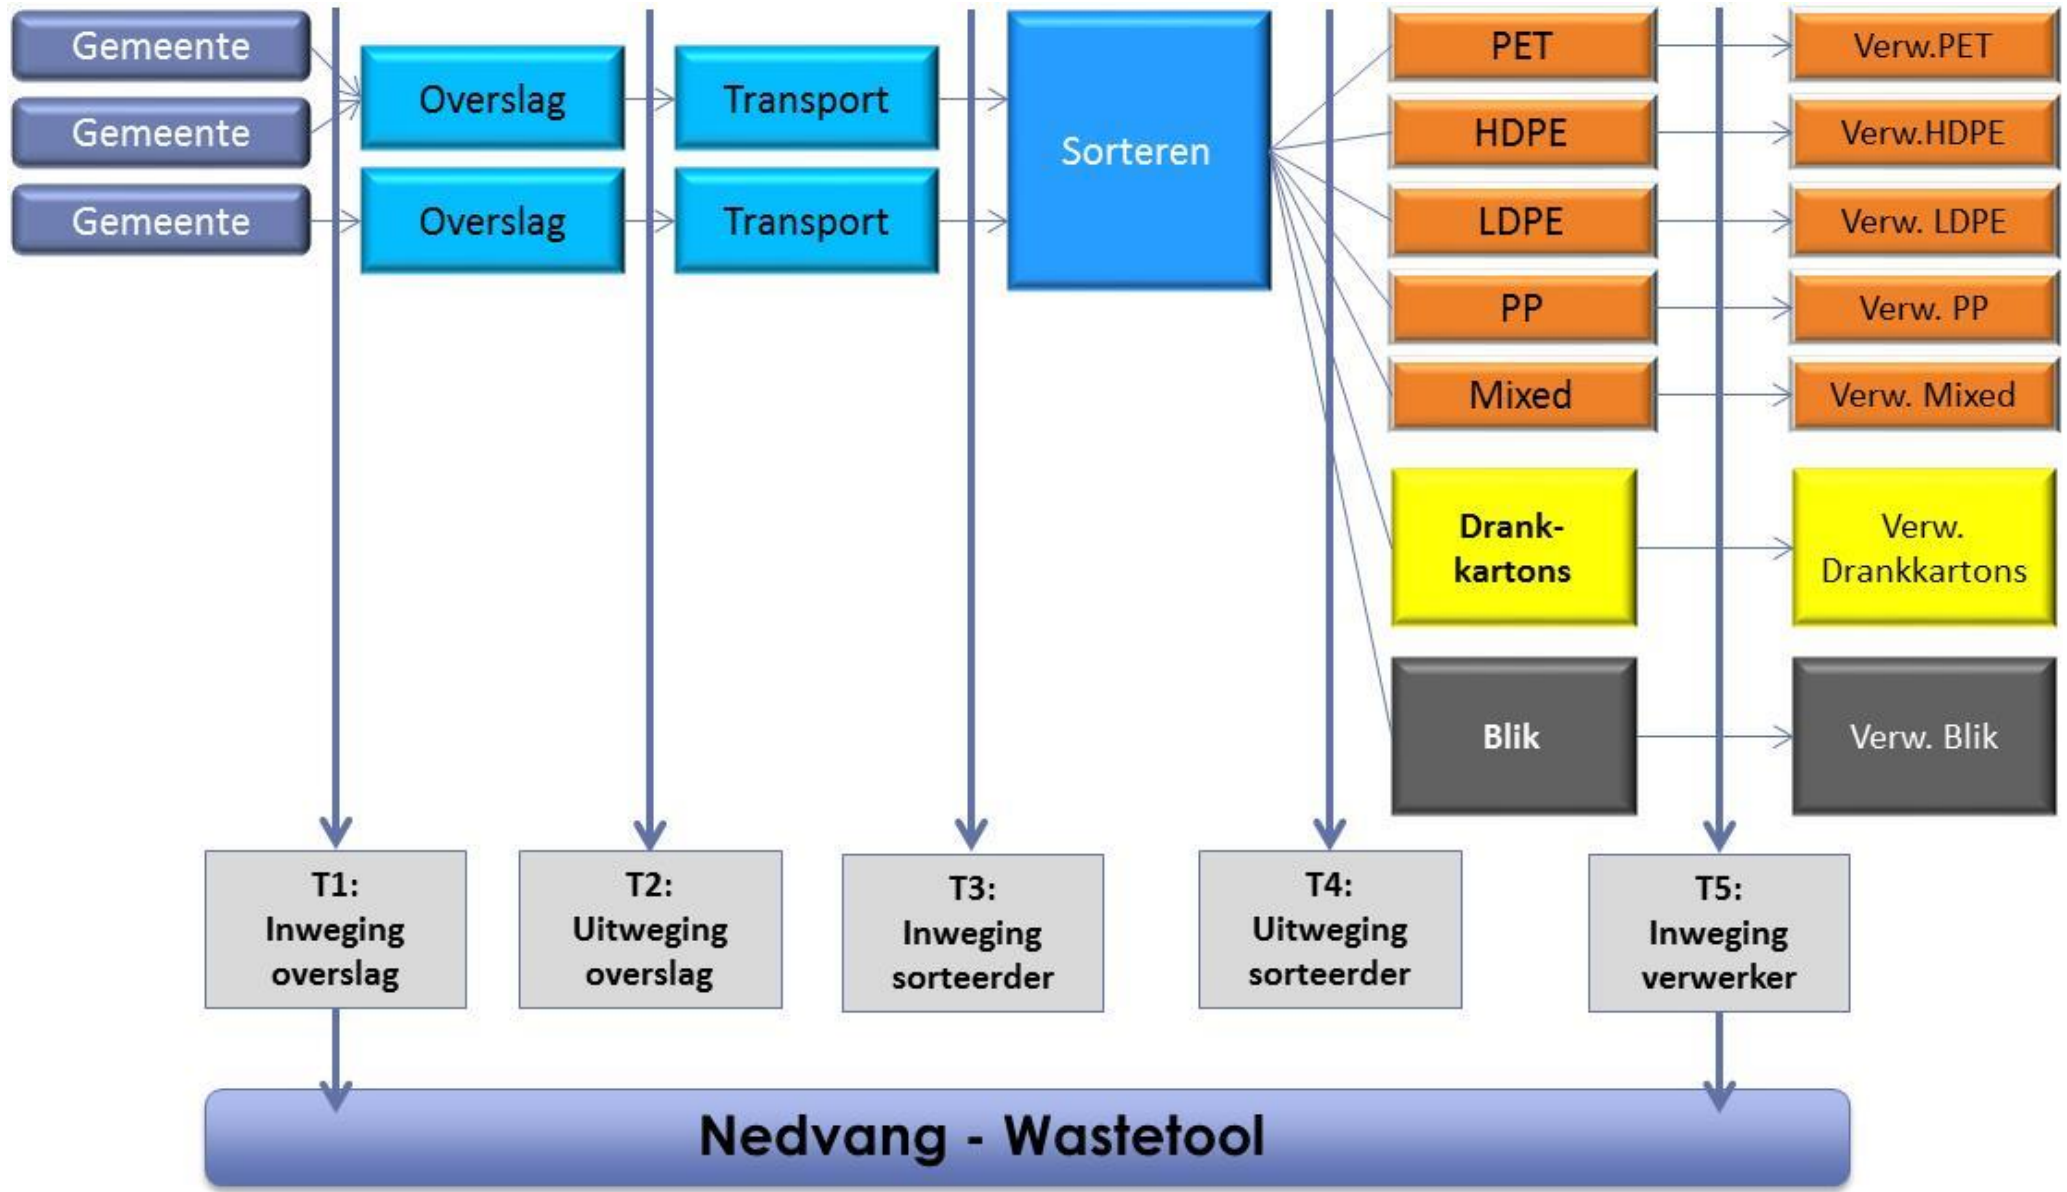 Gemeente
Gemeente
Gemeente
Overslag
Overslag
Transport
Transport
Sorteren
PET
HDPE
LDPE
PP
Mixed
Drank-
kartons
Blik
Verw.PET
Verw.HDPE
Verw. LDPE
Verw. PP
Verw. Mixed
Verw.
Drankkartons
Verw. Blik
T1:
Inweging
overslag
T2:
Uitweging
overslag
T3:
Inweging
sorteerder
T4:
Uitweging
sorteerder
T5:
Inweging
verwerker
Nedvang - Wastetool